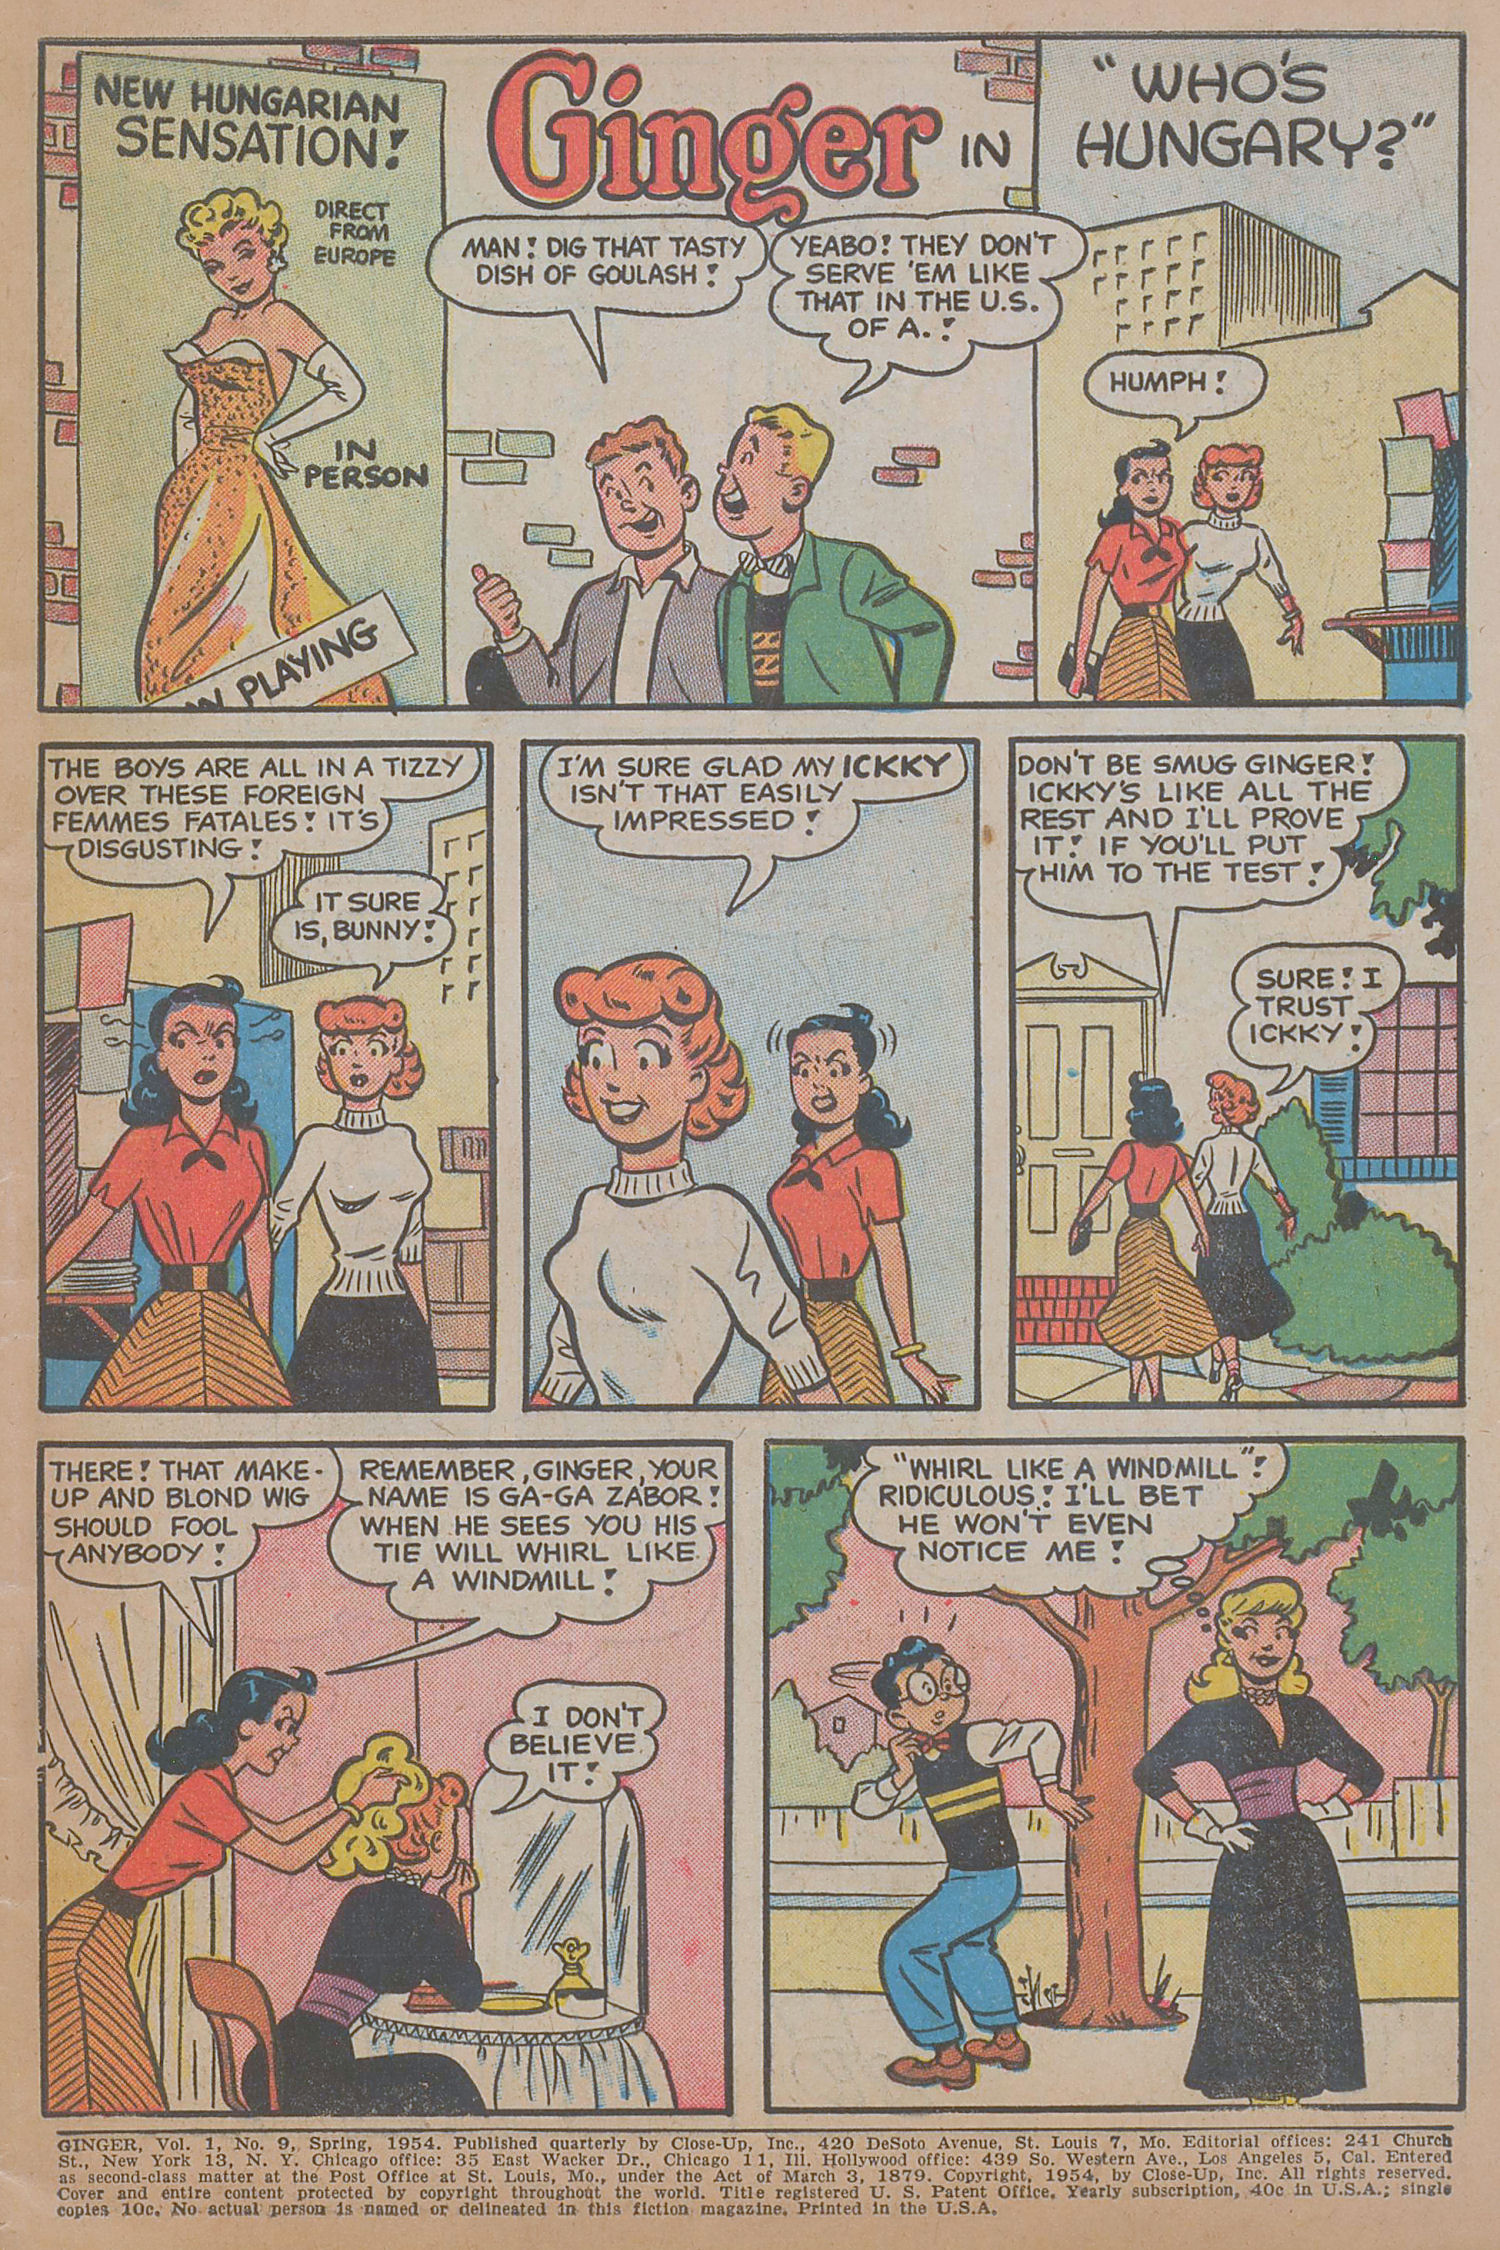 NEW HUNGARIAN
SENSATION!
DIRECT
FROM
EUROPE
IN
PERSON
PLAYING
Ginger IN
"WHO'S
HUNGARY?"
MAN! DIG THAT TASTY
DISH OF GOULASH!
YEABO! THEY DON'T
SERVE 'EM LIKE
THAT IN THE U.S.
OF A.!
HUMPH!
THE BOYS ARE ALL IN A TIZZY
OVER THESE FOREIGN
FEMMES FATALES! IT'S
DISGUSTING!
IT SURE
IS, BUNNY!
I'M SURE GLAD MY ICKKY
ISN'T THAT EASILY
IMPRESSED!
DON'T BE SMUG GINGER!
ICKKY'S LIKE ALL THE
REST AND I'LL PROVE
IT! IF YOU'LL PUT
HIM TO THE TEST!
SURE! I
TRUST
ICKKY!
THERE! THAT MAKE-
UP AND BLOND WIG
SHOULD FOOL
ANYBODY!
REMEMBER, GINGER, YOUR
NAME IS GA-GA ZABOR!
WHEN HE SEES YOU HIS
TIE WILL WHIRL LIKE
A WINDMILL!
I DON'T
BELIEVE
IT!
"WHIRL LIKE A WINDMILL"!
RIDICULOUS! I'LL BET
HE WON'T EVEN
NOTICE ME!
GINGER, Vol. 1, No. 9, Spring, 1954. Published quarterly by Close-Up, Inc., 420 DeSoto Avenue, St. Louis 7, Mo. Editorial offices: 241 Church
St., New York 13, N. Y. Chicago office: 35 East Wacker Dr., Chicago 11, Ill. Hollywood office: 439 So. Western Ave., Los Angeles 5, Cal. Entered
as second-class matter at the Post Office at St. Louis, Mo., under the Act of March 3, 1879. Copyright, 1954, by Close-Up, Inc. All rights reserved.
Cover and entire content protected by copyright throughout the world. Title registered U. S. Patent Office. Yearly subscription, 40c in U.S.A.; single
copies 10c. No actual person is named or delineated in this fiction magazine. Printed in the U.S.A.